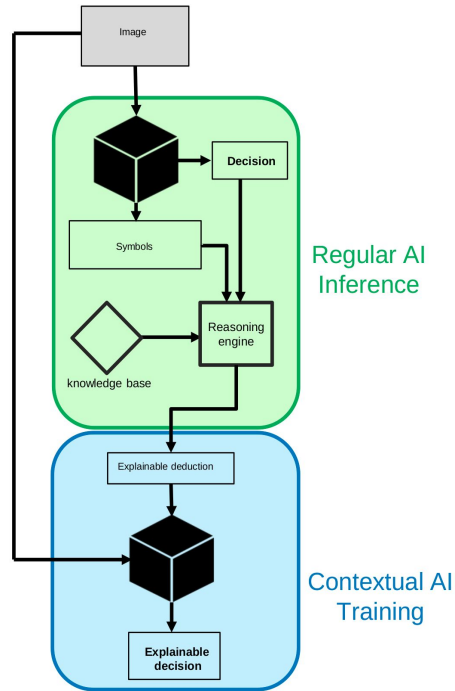 Image
Decision
Symbols
Regular AI
Inference
Reasoning
engine
knowledge base
Explainable deduction
Contextual AI
Training
Explainable
decision